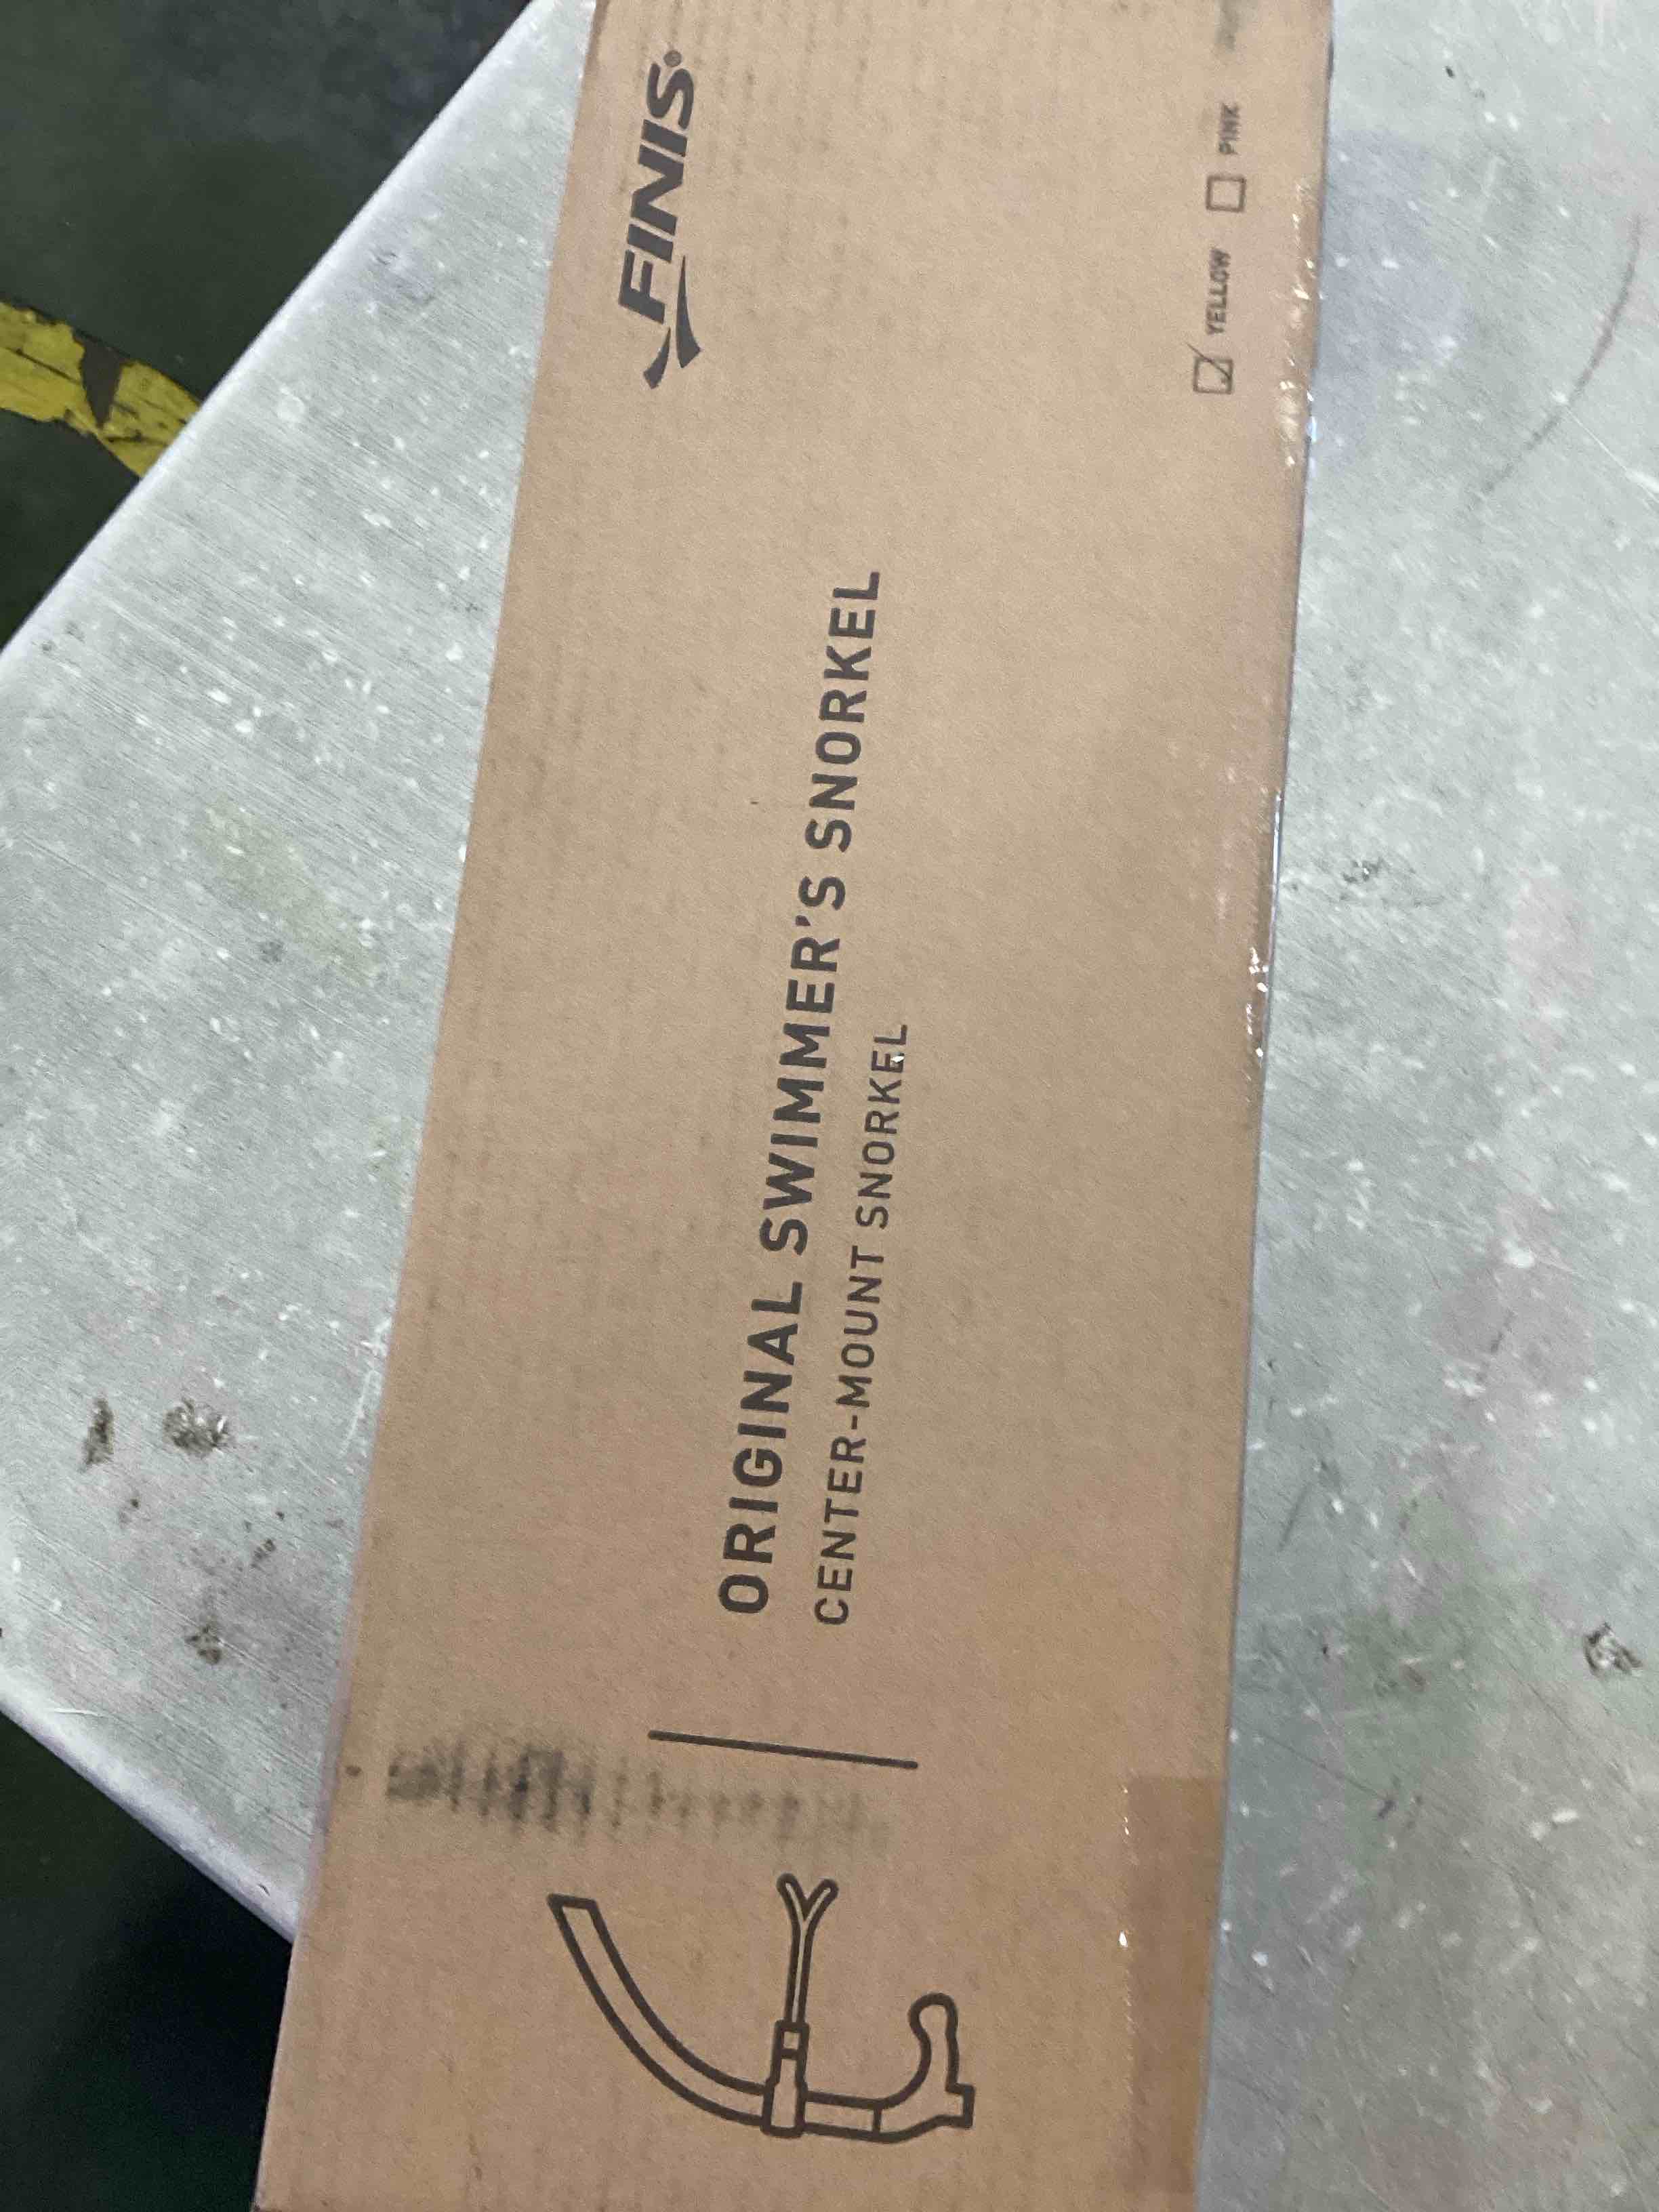 FINIS®
ORIGINAL SWIMMER'S SNORKEL
CENTER-MOUNT SNORKEL
YELLOW PINK